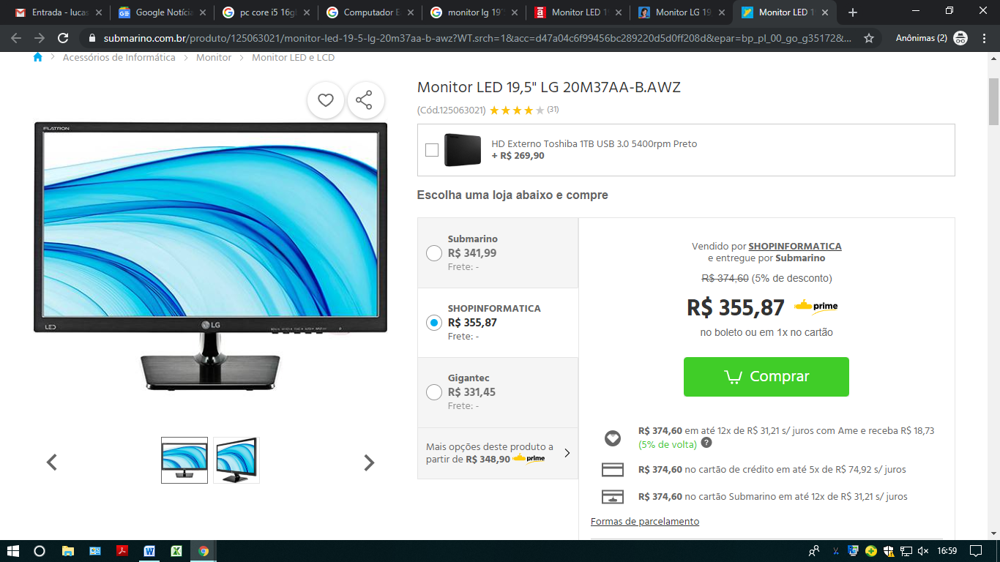 Entrada - lucas
Google Notícia
pc core i5 16g
Computador E
monitor lg 19'
Monitor LED 1
Monitor LG 19
Monitor LED 1
submarino.com.br/produto/125063021/monitor-led-19-5-lg-20m37aa-b-awz?WT.srch=1&acc=d47a04c6f99456bc289220d5d0ff208d&epar=bp_pl_00_go_g35172&...
Anônimas (2)
Acessórios de Informática > Monitor > Monitor LED e LCD
Monitor LED 19,5" LG 20M37AA-B.AWZ
(Cód.125063021) (31)
HD Externo Toshiba 1TB USB 3.0 5400rpm Preto
+ R$ 269,90
Escolha uma loja abaixo e compre
FLATRON
LED
LG
Submarino
R$ 341,99
Frete: -
SHOPINFORMATICA
R$ 355,87
Frete: -
Gigantec
R$ 331,45
Frete: -
Mais opções deste produto a
partir de R$ 348,90 prime
Vendido por SHOPINFORMATICA
e entregue por Submarino
R$ 374,60 (5% de desconto)
R$ 355,87 prime
no boleto ou em 1x no cartão
Comprar
R$ 374,60 em até 12x de R$ 31,21 s/ juros com Ame e receba R$ 18,73
(5% de volta) ?
R$ 374,60 no cartão de crédito em até 5x de R$ 74,92 s/ juros
R$ 374,60 no cartão Submarino em até 12x de R$ 31,21 s/ juros
Formas de parcelamento
16:59